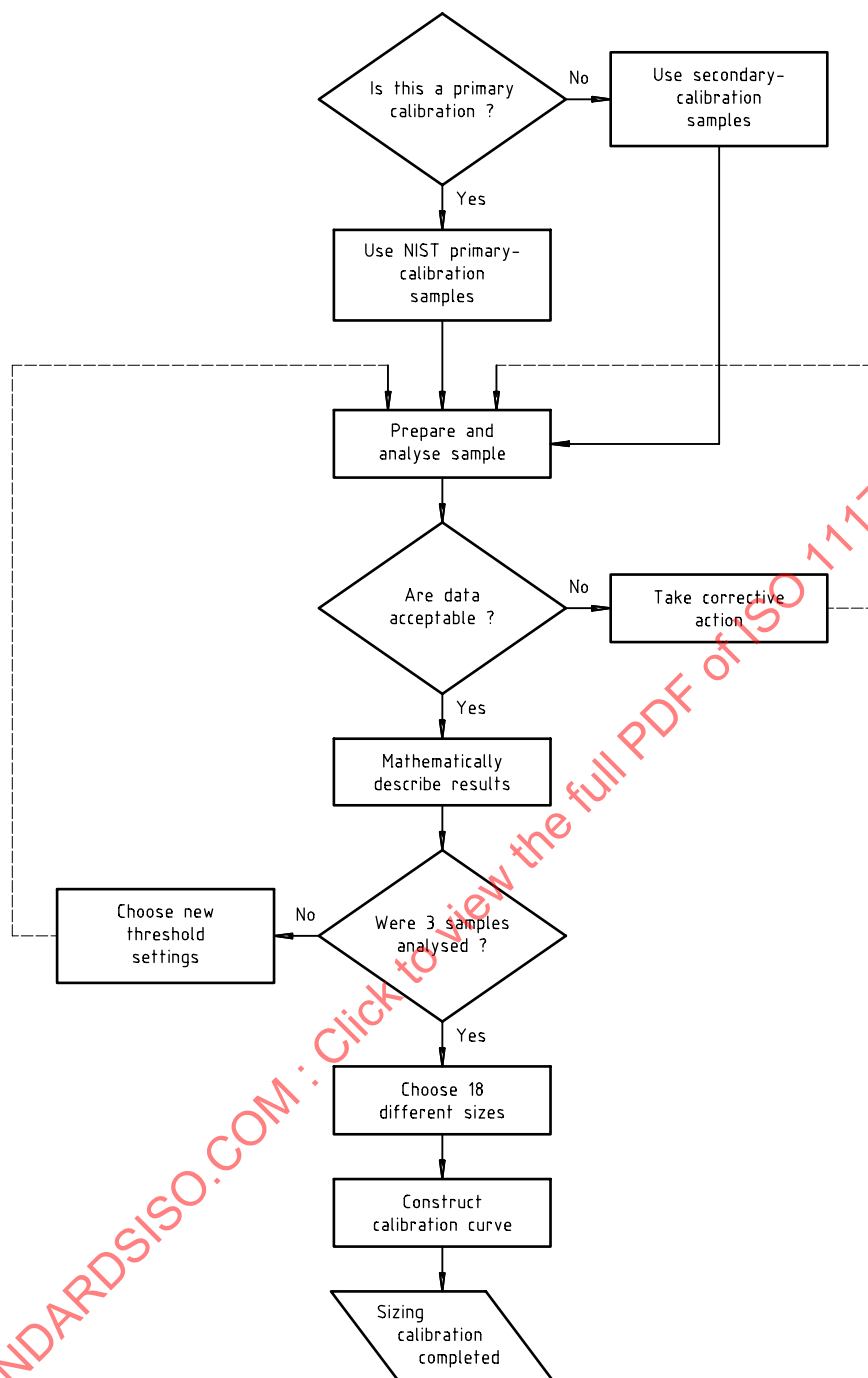 Is this a primary
calibration ?
No
Use secondary-
calibration
samples
Yes
Use NIST primary-
calibration
samples
Prepare and
analyse sample
Are data
acceptable ?
No
Take corrective
action
Yes
Mathematically
describe results
Were 3 samples
analysed ?
No
Choose new
threshold
settings
Yes
Choose 18
different sizes
Construct
calibration curve
Sizing
calibration
completed
NDARDSISO.COM : Click to view the full PDF of ISO 1117